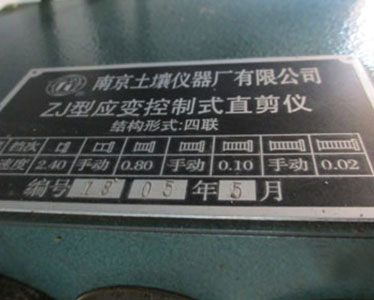 南京土壤仪器厂有限公司
ZJ型应变控制式直剪仪
结构形式:四联
档次
速度 2.40 手动 0.80 手动 0.10 手动 0.02
编号 1805 年 5 月